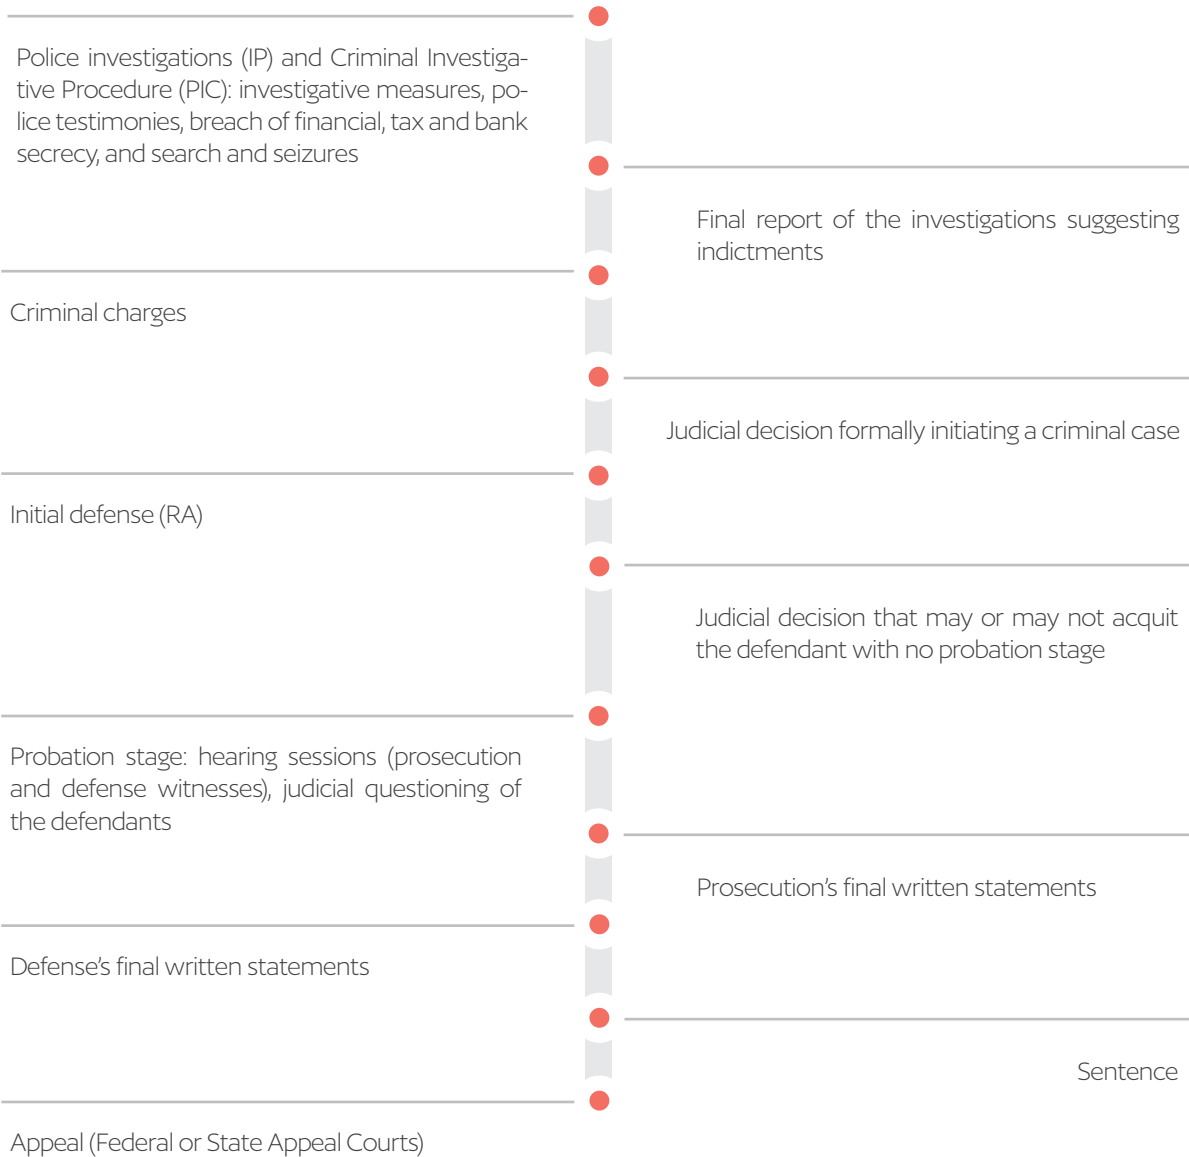 Police investigations (IP) and Criminal Investiga-
tive Procedure (PIC): investigative measures, po-
lice testimonies, breach of financial, tax and bank
secrecy, and search and seizures
Final report of the investigations suggesting
indictments
Criminal charges
Judicial decision formally initiating a criminal case
Initial defense (RA)
Judicial decision that may or may not acquit
the defendant with no probation stage
Probation stage: hearing sessions (prosecution
and defense witnesses), judicial questioning of
the defendants
Prosecution’s final written statements
Defense’s final written statements
Sentence
Appeal (Federal or State Appeal Courts)